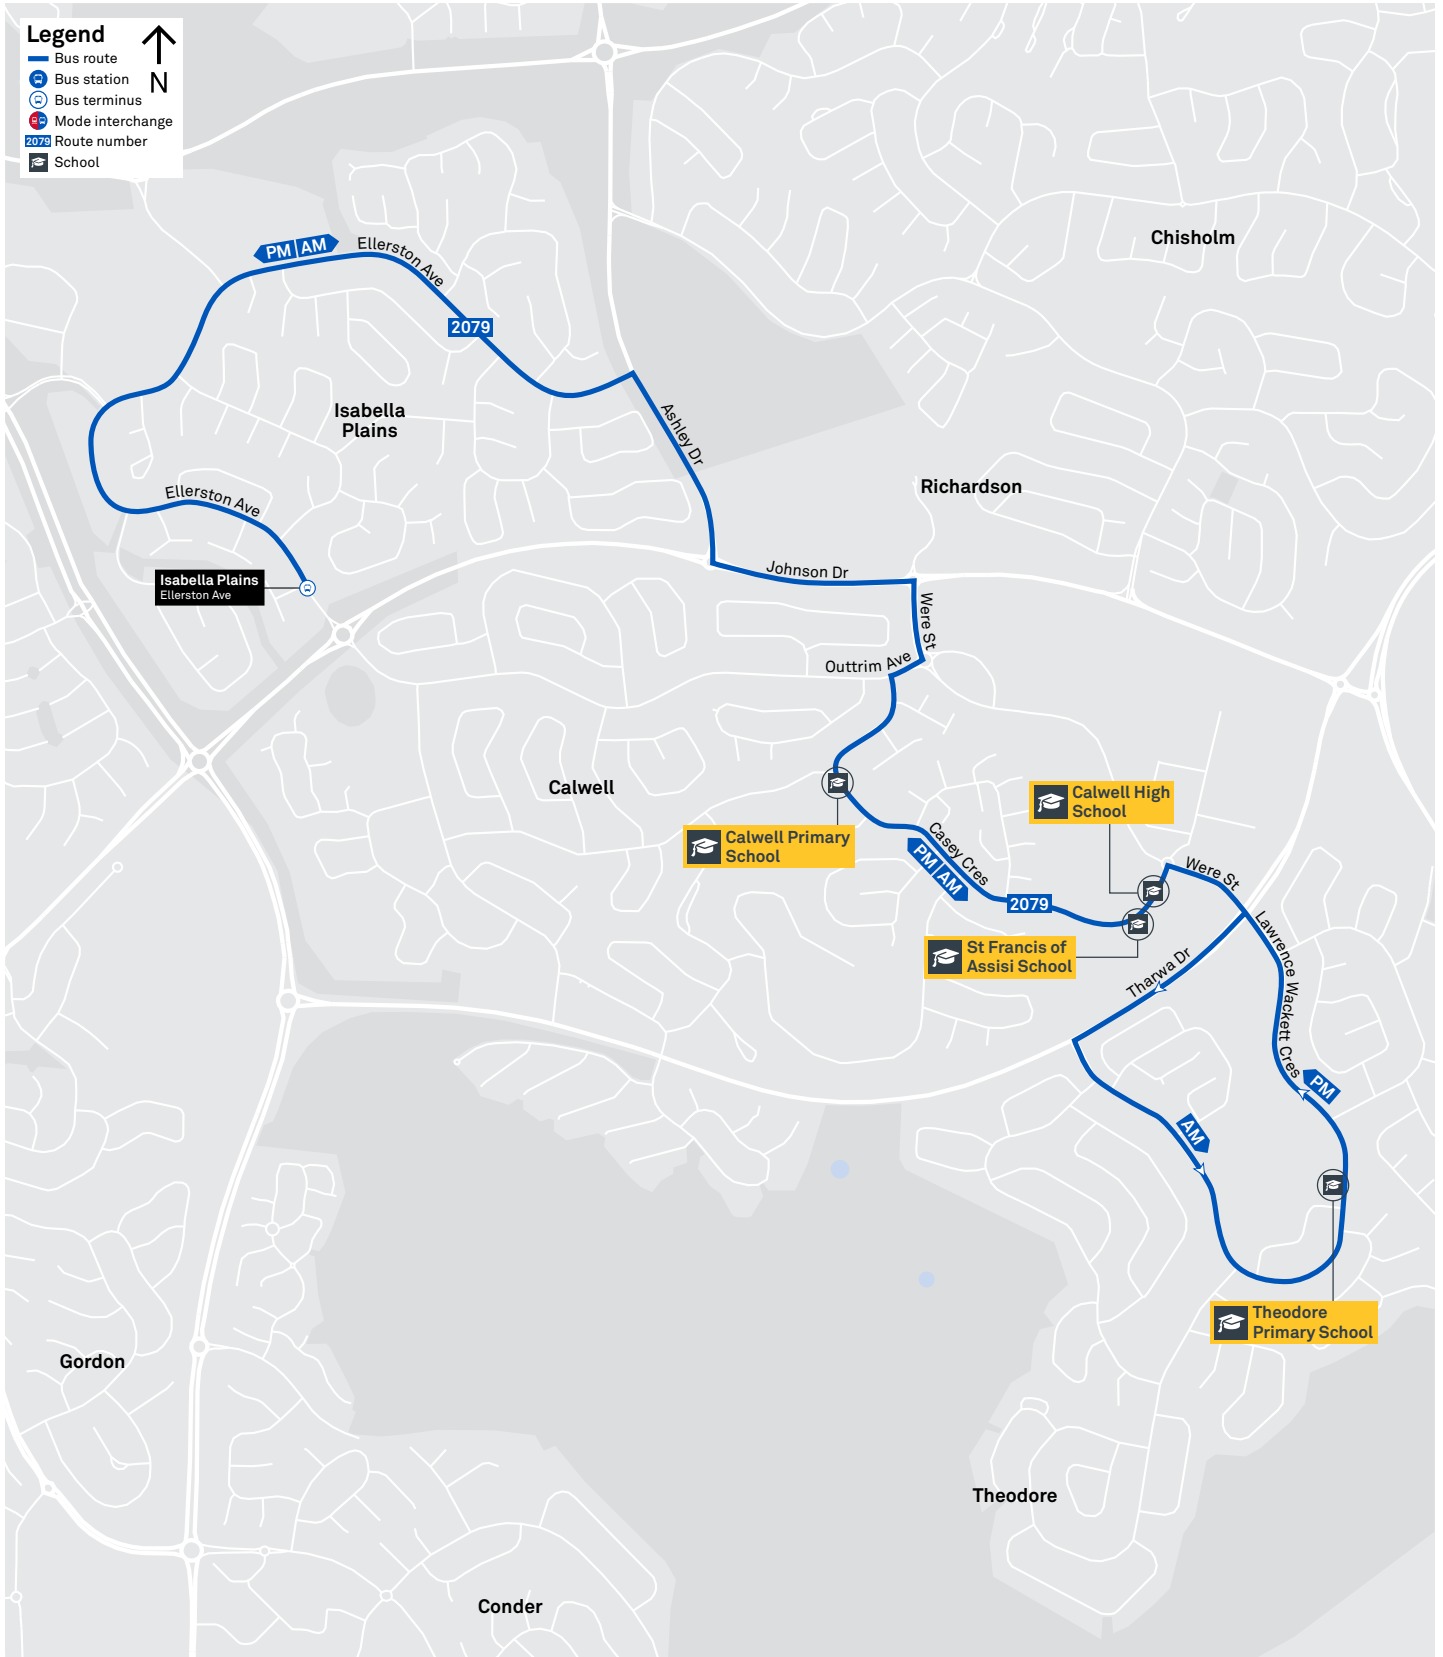 Legend
N
Bus route
Bus station
Bus terminus
Mode interchange
2079 Route number
School
Chisholm
PM AM
Ellerston Ave
2079
Isabella
Plains
Ashley Dr
Richardson
Ellerston Ave
Isabella Plains
Ellerston Ave
Johnson Dr
Were St
Outtrim Ave
Calwell
Calwell High
School
Calwell Primary
School
Casey Cres
PM AM
2079
Were St
St Francis of
Assisi School
Lawrence Wackett Cres
Tharwa Dr
PM
AM
Theodore
Primary School
Gordon
Theodore
Conder